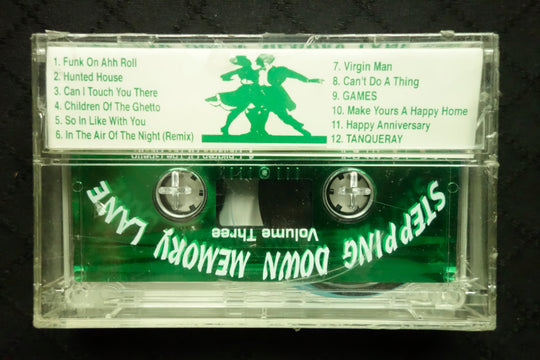 1. Funk On Ahh Roll
2. Hunted House
3. Can I Touch You There
4. Children Of The Ghetto
5. So In Like With You
6. In The Air Of The Night (Remix)
7. Virgin Man
8. Can't Do A Thing
9. GAMES
10. Make Yours A Happy Home
11. Happy Anniversary
12. TANQUERAY
STEPPING DOWN MEMORY LANE
Volume Three